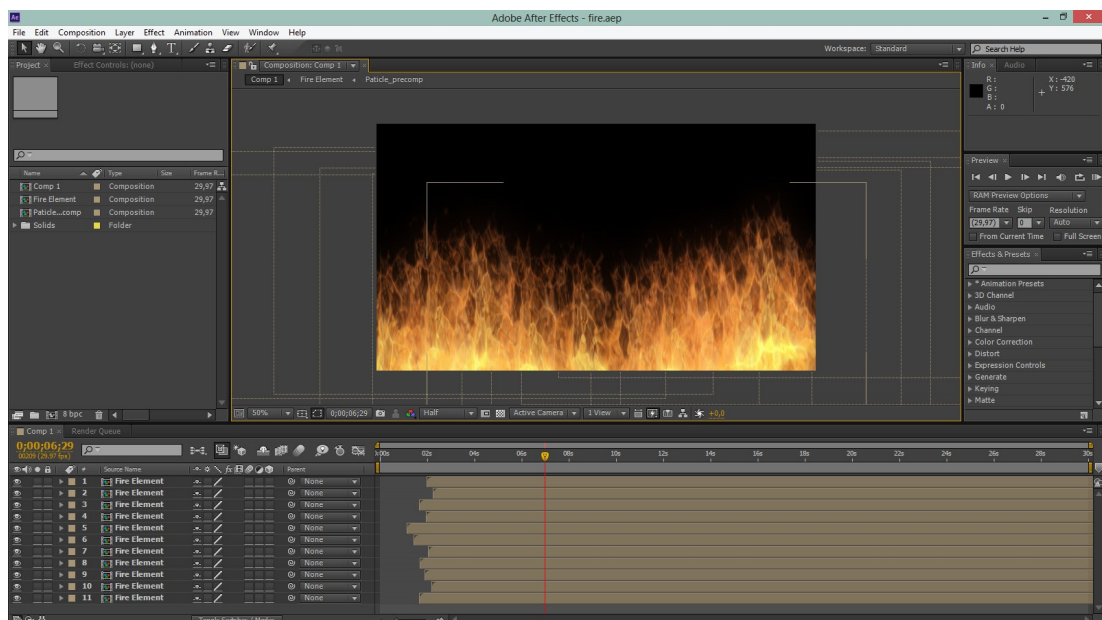 Ae Adobe After Effects - fire.aep
File Edit Composition Layer Effect Animation View Window Help
Workspace: Standard Search Help
Project Effect Controls: (none)
Composition: Comp 1
Comp 1 Fire Element Paticle_precomp
Info Audio
R: X: -420
G: Y: 576
B:
A: 0
Name Type Size Frame R...
Comp 1 Composition 29,97
Fire Element Composition 29,97
Paticle...comp Composition 29,97
Solids Folder
8 bpc
50% 0;00;06;29 Half Active Camera 1 View +0,0
Preview
RAM Preview Options
Frame Rate Skip Resolution
(29,97) 0 Auto
From Current Time Full Screen
Effects & Presets
* Animation Presets
3D Channel
Audio
Blur & Sharpen
Channel
Color Correction
Distort
Expression Controls
Generate
Keying
Matte
Comp 1 Render Queue
0;00;06;29
00209 (29.97 fps)
02s 04s 06s 08s 10s 12s 14s 16s 18s 20s 22s 24s 26s 28s 30s
# Source Name Parent
1 Fire Element None
2 Fire Element None
3 Fire Element None
4 Fire Element None
5 Fire Element None
6 Fire Element None
7 Fire Element None
8 Fire Element None
9 Fire Element None
10 Fire Element None
11 Fire Element None
Toggle Switches / Modes